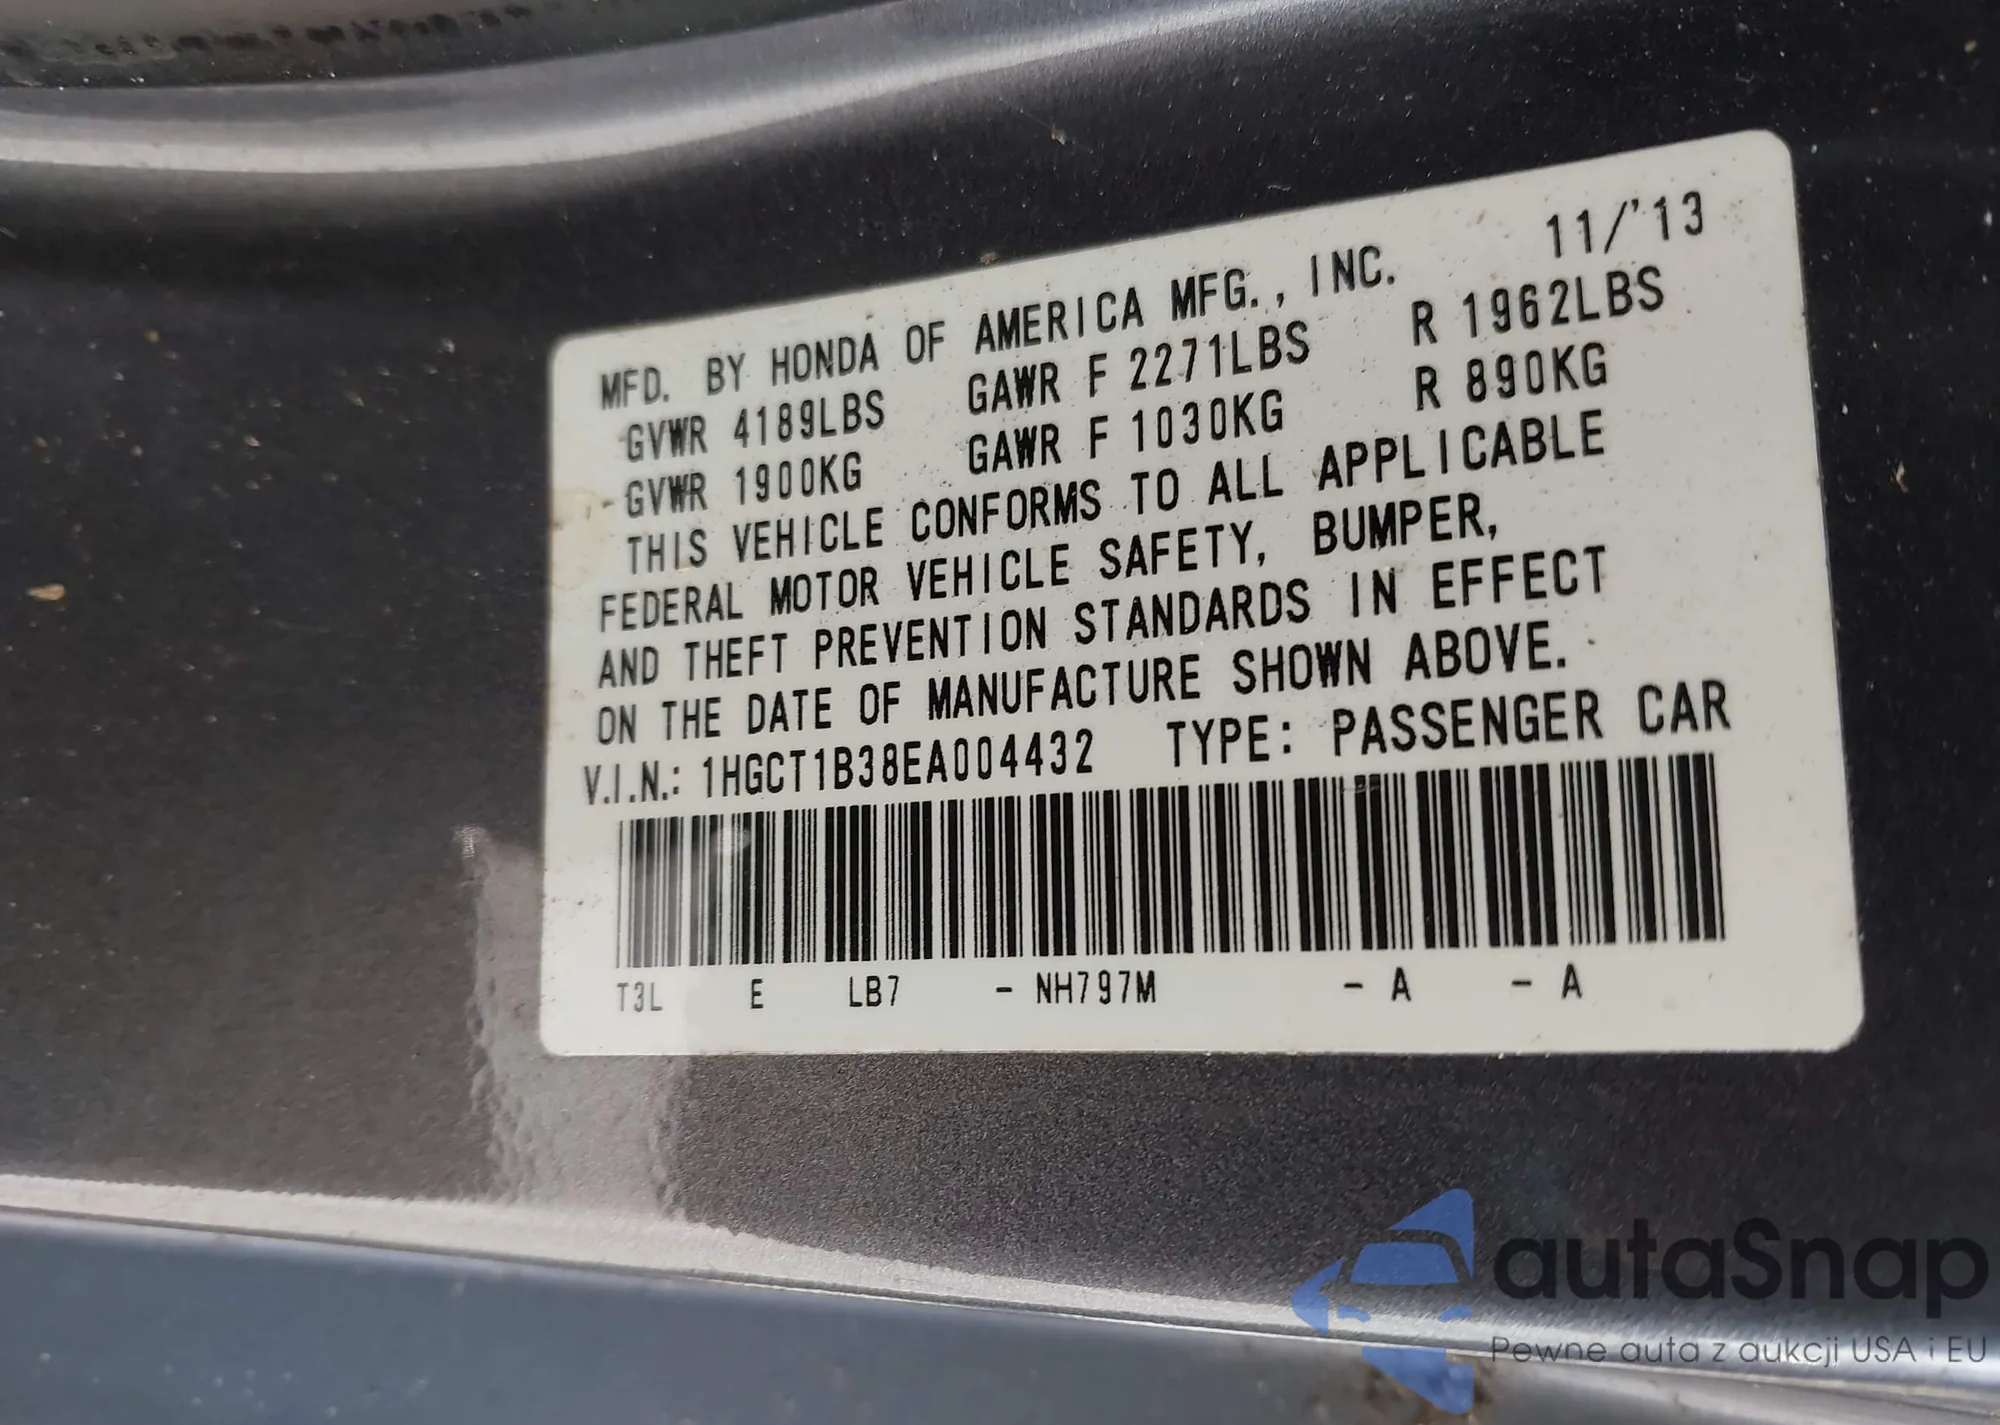 MFD. BY HONDA OF AMERICA MFG., INC. 11/'13
GVWR 4189LBS GAWR F 2271LBS R 1962LBS
GVWR 1900KG GAWR F 1030KG R 890KG
THIS VEHICLE CONFORMS TO ALL APPLICABLE
FEDERAL MOTOR VEHICLE SAFETY, BUMPER,
AND THEFT PREVENTION STANDARDS IN EFFECT
ON THE DATE OF MANUFACTURE SHOWN ABOVE.
V.I.N.: 1HGCT1B38EA004432 TYPE: PASSENGER CAR
T3L E LB7 - NH797M - A - A
autaSnap
Pewne auta z aukcji USA i EU